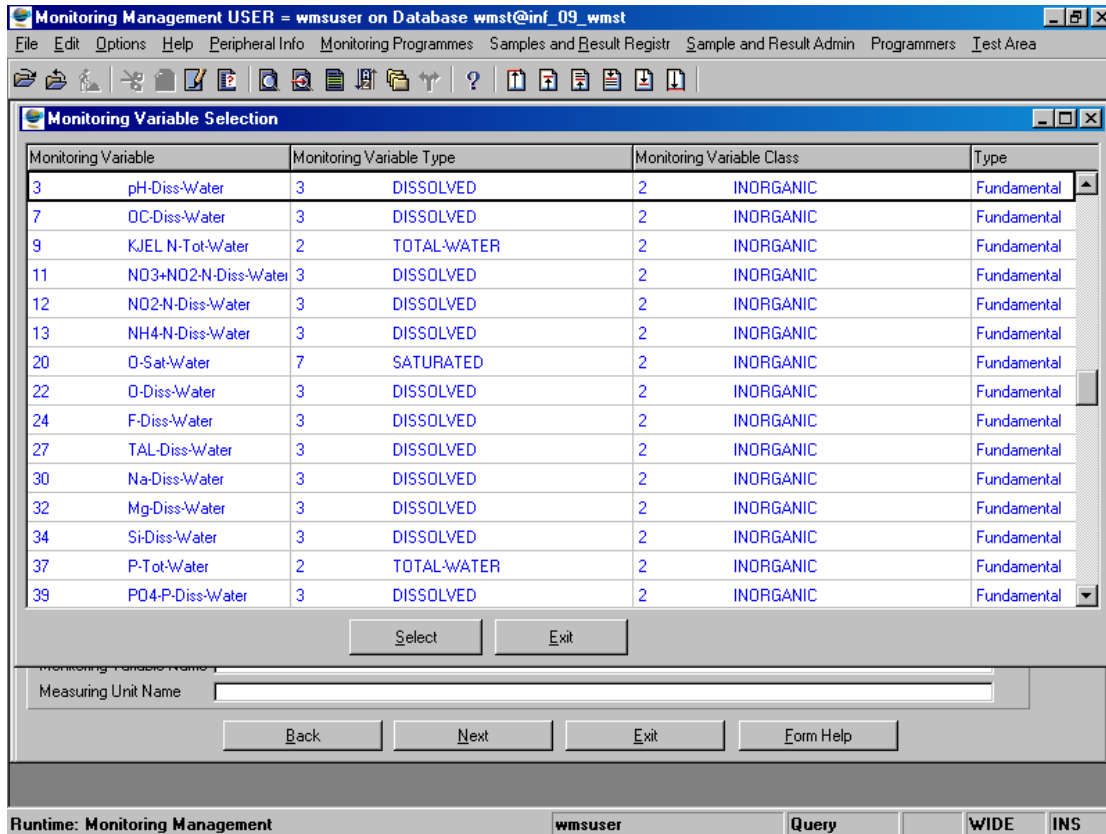 Monitoring Management USER = wmsuser on Database wmst@inf_09_wmst
File Edit Options Help Peripheral Info Monitoring Programmes Samples and Result Registr Sample and Result Admin Programmers Test Area
Monitoring Variable Selection
Monitoring Variable Monitoring Variable Type Monitoring Variable Class Type
3 pH-Diss-Water 3 DISSOLVED 2 INORGANIC Fundamental
7 OC-Diss-Water 3 DISSOLVED 2 INORGANIC Fundamental
9 KJEL N-Tot-Water 2 TOTAL-WATER 2 INORGANIC Fundamental
11 NO3+NO2-N-Diss-Water 3 DISSOLVED 2 INORGANIC Fundamental
12 NO2-N-Diss-Water 3 DISSOLVED 2 INORGANIC Fundamental
13 NH4-N-Diss-Water 3 DISSOLVED 2 INORGANIC Fundamental
20 O-Sat-Water 7 SATURATED 2 INORGANIC Fundamental
22 O-Diss-Water 3 DISSOLVED 2 INORGANIC Fundamental
24 F-Diss-Water 3 DISSOLVED 2 INORGANIC Fundamental
27 TAL-Diss-Water 3 DISSOLVED 2 INORGANIC Fundamental
30 Na-Diss-Water 3 DISSOLVED 2 INORGANIC Fundamental
32 Mg-Diss-Water 3 DISSOLVED 2 INORGANIC Fundamental
34 Si-Diss-Water 3 DISSOLVED 2 INORGANIC Fundamental
37 P-Tot-Water 2 TOTAL-WATER 2 INORGANIC Fundamental
39 PO4-P-Diss-Water 3 DISSOLVED 2 INORGANIC Fundamental
Select Exit
Monitoring Variable Name
Measuring Unit Name
Back Next Exit Form Help
Runtime: Monitoring Management wmsuser Query WIDE INS